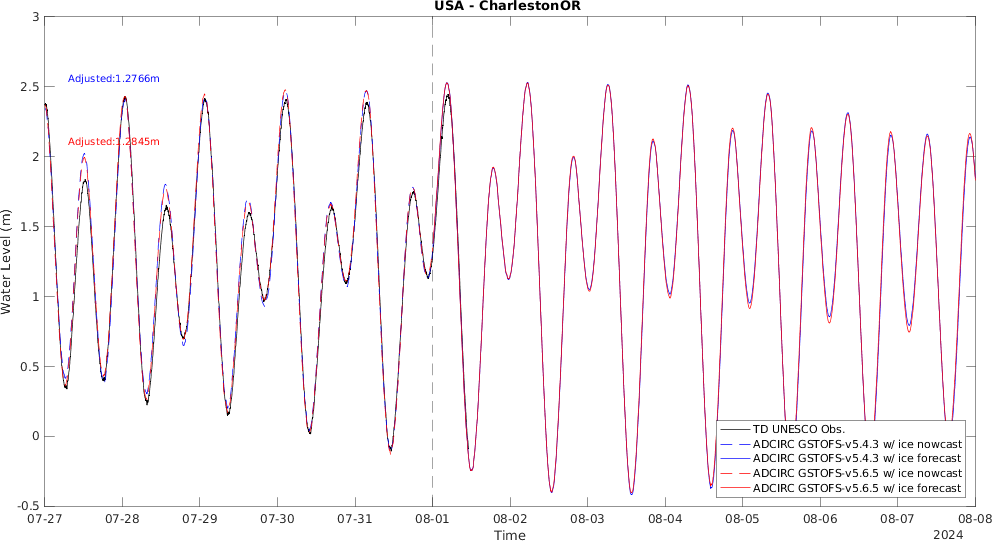 USA - CharlestonOR
3
2.5
2
1.5
1
0.5
0
-0.5
Water Level (m)
Adjusted:1.2766m
Adjusted:1.2845m
TD UNESCO Obs.
ADCIRC GSTOFS-v5.4.3 w/ ice nowcast
ADCIRC GSTOFS-v5.4.3 w/ ice forecast
ADCIRC GSTOFS-v5.6.5 w/ ice nowcast
ADCIRC GSTOFS-v5.6.5 w/ ice forecast
07-27 07-28 07-29 07-30 07-31 08-01 08-02 08-03 08-04 08-05 08-06 08-07 08-08
Time
2024